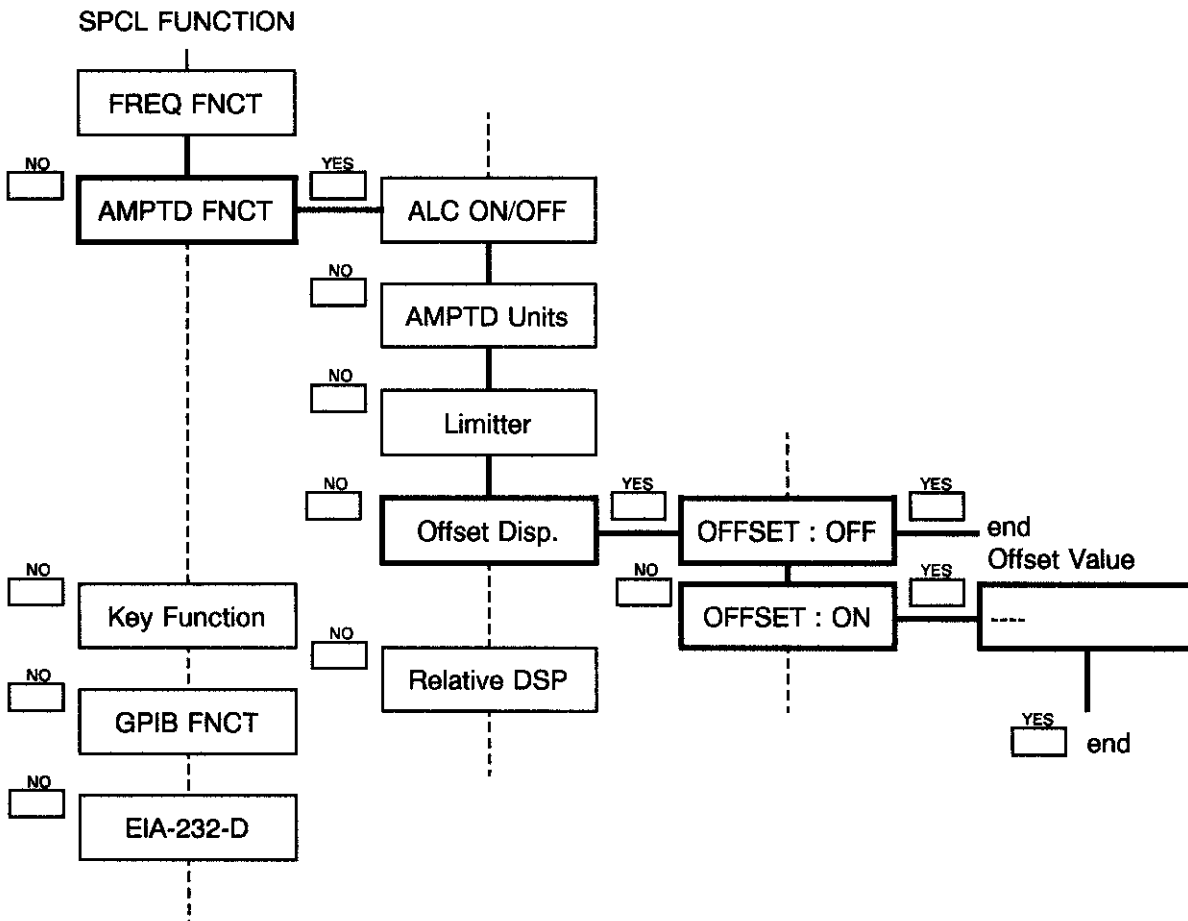 SPCL FUNCTION
FREQ FNCT
NO
YES
AMPTD FNCT
ALC ON/OFF
NO
AMPTD Units
NO
Limitter
NO
YES
YES
Offset Disp.
OFFSET : OFF
end
Offset Value
NO
NO
YES
Key Function
OFFSET : ON
----
NO
Relative DSP
NO
GPIB FNCT
YES
end
NO
EIA-232-D